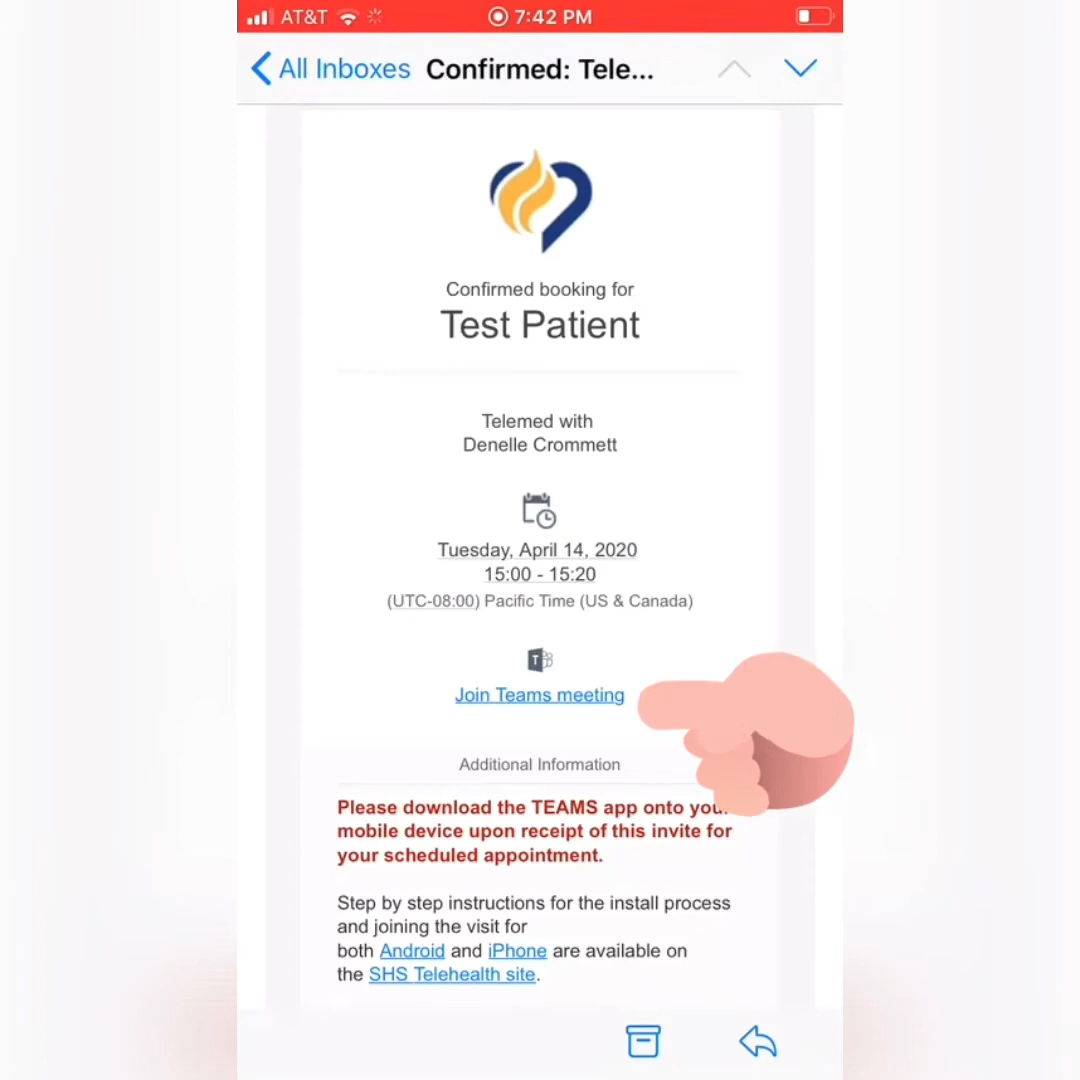 AT&T 7:42 PM
All Inboxes Confirmed: Tele...
Confirmed booking for
Test Patient
Telemed with
Denelle Crommett
Tuesday, April 14, 2020
15:00 - 15:20
(UTC-08:00) Pacific Time (US & Canada)
T
Join Teams meeting
Additional Information
Please download the TEAMS app onto your
mobile device upon receipt of this invite for
your scheduled appointment.
Step by step instructions for the install process
and joining the visit for
both Android and iPhone are available on
the SHS Telehealth site.